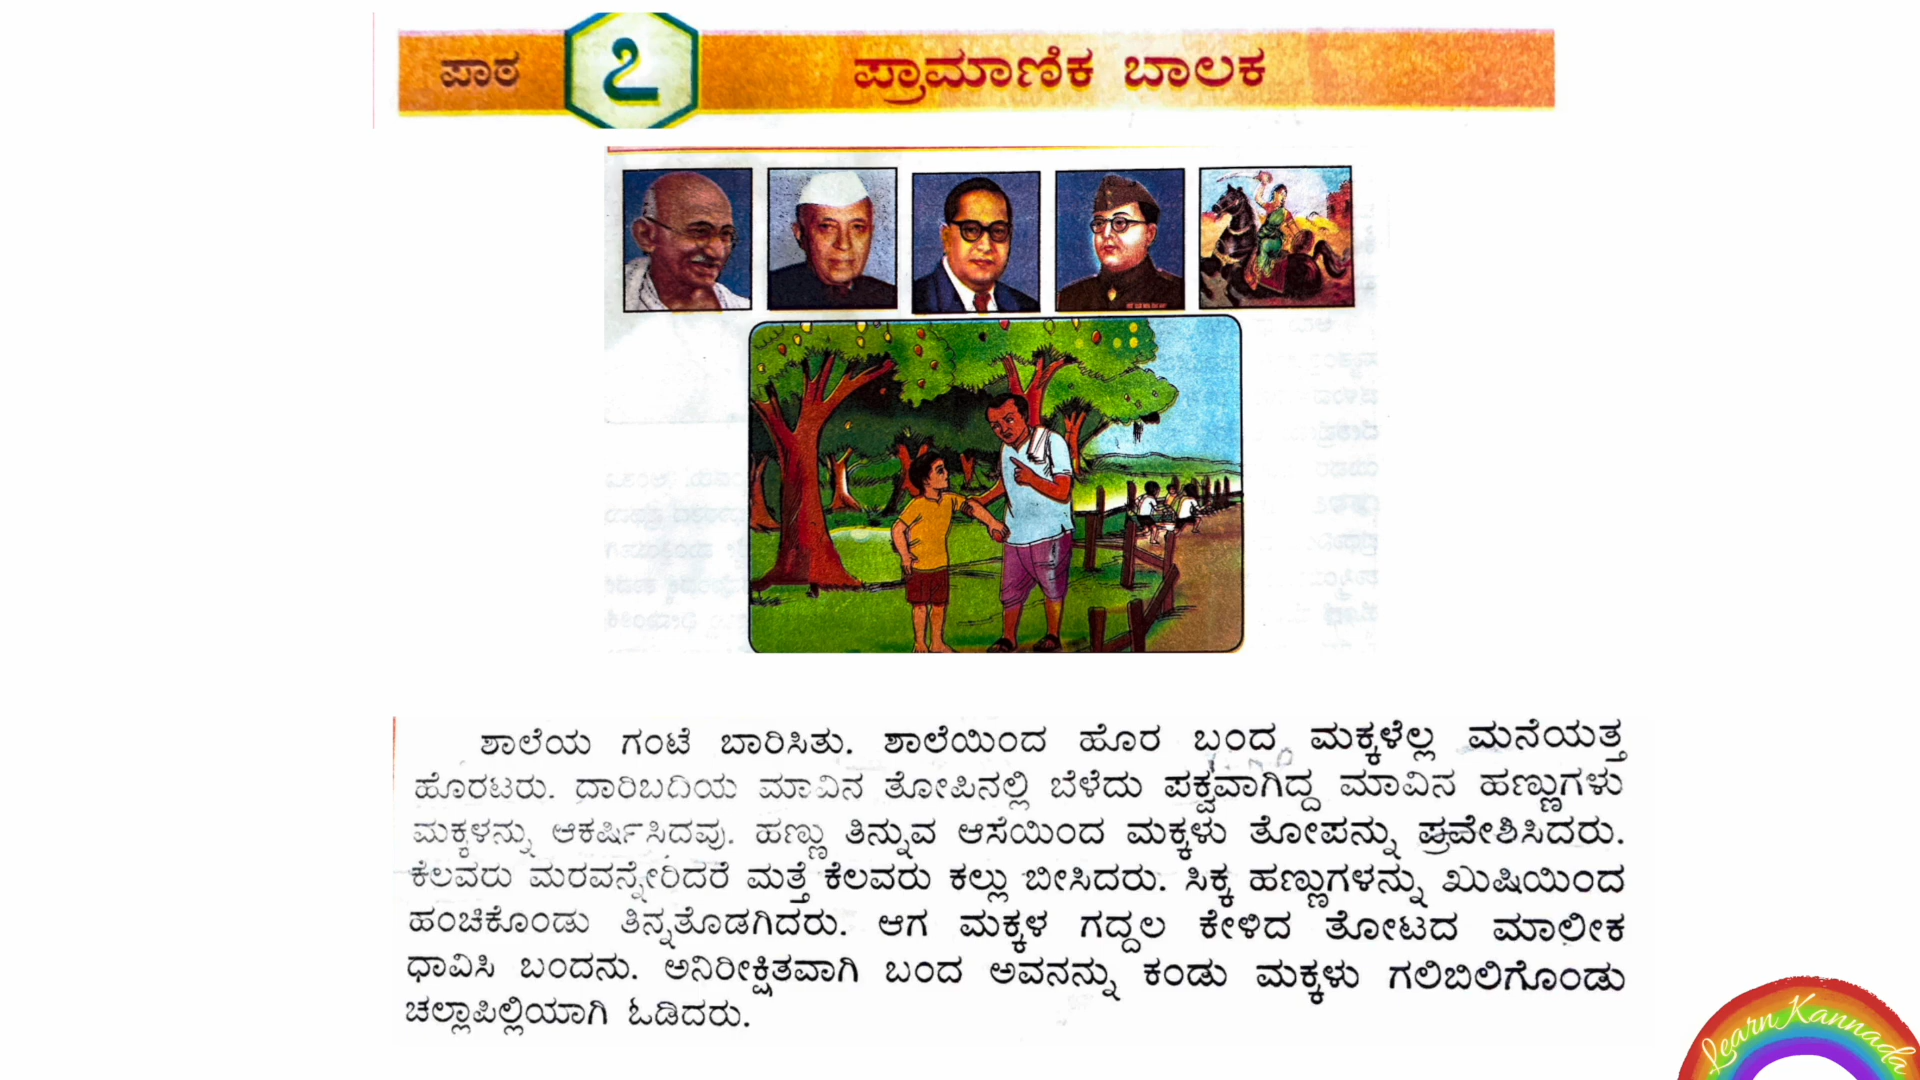 ಪಾಠ ೭ ಪ್ರಾಮಾಣಿಕ ಬಾಲಕ
ಶಾಲೆಯ ಗಂಟೆ ಬಾರಿಸಿತು. ಶಾಲೆಯಿಂದ ಹೊರ ಬಂದ ಮಕ್ಕಳೆಲ್ಲ ಮನೆಯತ್ತ
ಹೊರಟರು. ದಾರಿಬದಿಯ ಮಾವಿನ ತೋಪಿನಲ್ಲಿ ಬೆಳೆದು ಪಕ್ವವಾಗಿದ್ದ ಮಾವಿನ ಹಣ್ಣುಗಳು
ಮಕ್ಕಳನ್ನು ಆಕರ್ಷಿಸಿದವು. ಹಣ್ಣು ತಿನ್ನುವ ಆಸೆಯಿಂದ ಮಕ್ಕಳು ತೋಪನ್ನು ಪ್ರವೇಶಿಸಿದರು.
ಕೆಲವರು ಮರವನ್ನೇರಿದರೆ ಮತ್ತೆ ಕೆಲವರು ಕಲ್ಲು ಬೀಸಿದರು. ಸಿಕ್ಕ ಹಣ್ಣುಗಳನ್ನು ಖುಷಿಯಿಂದ
ಹಂಚಿಕೊಂಡು ತಿನ್ನತೊಡಗಿದರು. ಆಗ ಮಕ್ಕಳ ಗದ್ದಲ ಕೇಳಿದ ತೋಟದ ಮಾಲೀಕ
ಧಾವಿಸಿ ಬಂದನು. ಅನಿರೀಕ್ಷಿತವಾಗಿ ಬಂದ ಅವನನ್ನು ಕಂಡು ಮಕ್ಕಳು ಗಲಿಬಿಲಿಗೊಂಡು
ಚಲ್ಲಾಪಿಲ್ಲಿಯಾಗಿ ಓಡಿದರು.
Learn Kannada